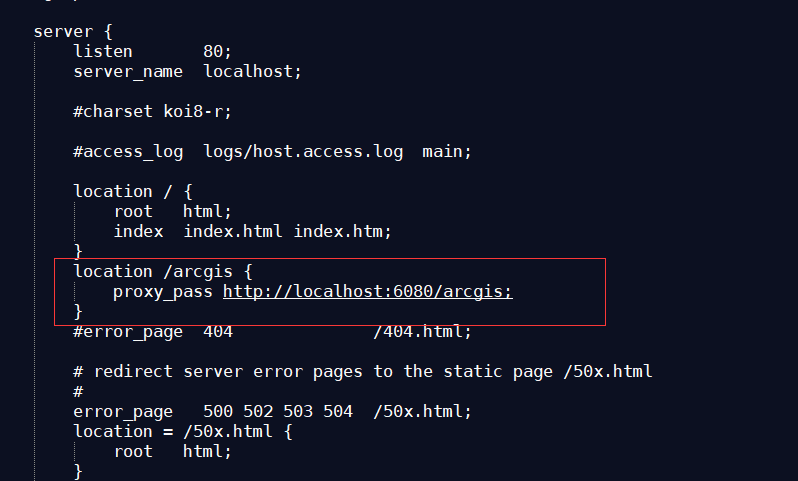 server {
    listen       80;
    server_name  localhost;
    #charset koi8-r;
    #access_log  logs/host.access.log  main;
    location / {
        root   html;
        index  index.html index.htm;
    }
    location /arcgis {
        proxy_pass http://localhost:6080/arcgis;
    }
    #error_page  404              /404.html;
    # redirect server error pages to the static page /50x.html
    #
    error_page   500 502 503 504  /50x.html;
    location = /50x.html {
        root   html;
    }